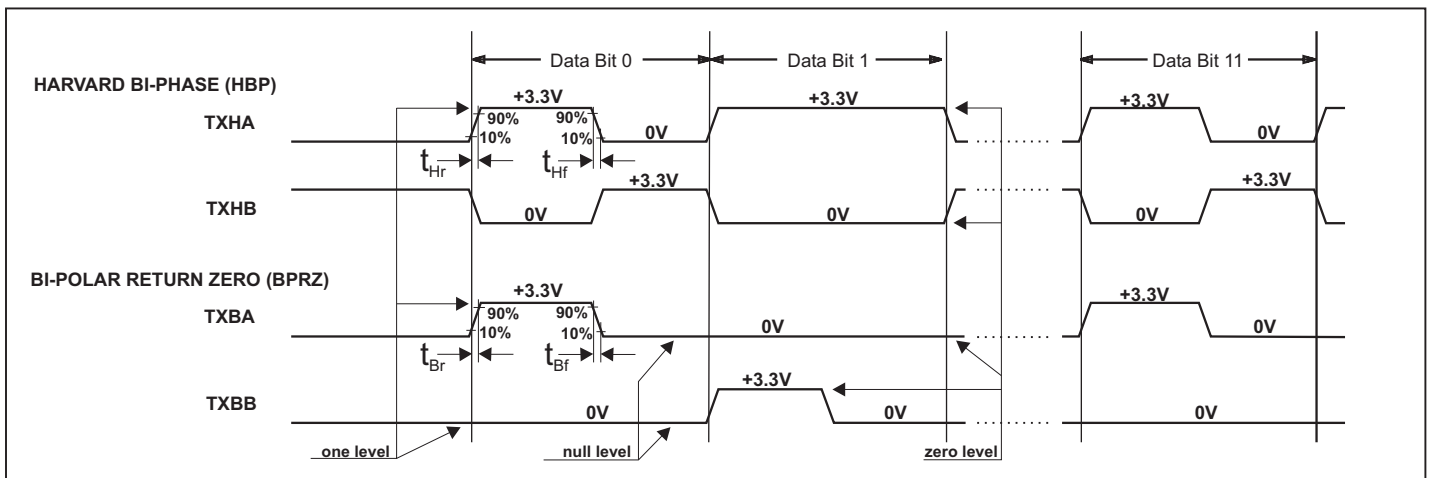 Data Bit 0 Data Bit 1 Data Bit 11
HARVARD BI-PHASE (HBP)
TXHA
+3.3V +3.3V +3.3V
90% 90%
10% 10% 0V 0V
tHr tHf
TXHB
+3.3V +3.3V
0V 0V 0V
BI-POLAR RETURN ZERO (BPRZ)
TXBA
+3.3V +3.3V
90% 90%
10% 10% 0V 0V
tBr tBf
TXBB
+3.3V
0V 0V 0V
one level null level zero level